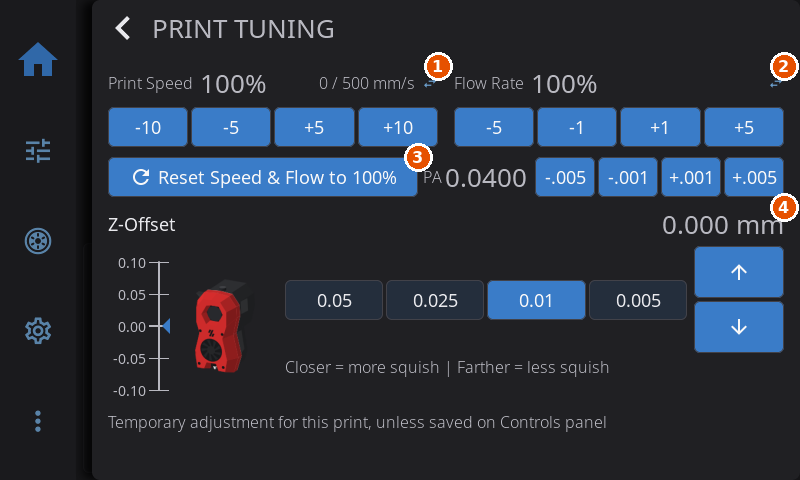 PRINT TUNING
Print Speed 100% 0 / 500 mm/s 1 Flow Rate 100% 2
-10 -5 +5 +10 -5 -1 +1 +5
Reset Speed & Flow to 100% 3 PA 0.0400 -.005 -.001 +.001 +.005
Z-Offset 0.000 mm 4
0.10
0.05
0.00
-0.05
-0.10
0.05 0.025 0.01 0.005
Closer = more squish | Farther = less squish
Temporary adjustment for this print, unless saved on Controls panel